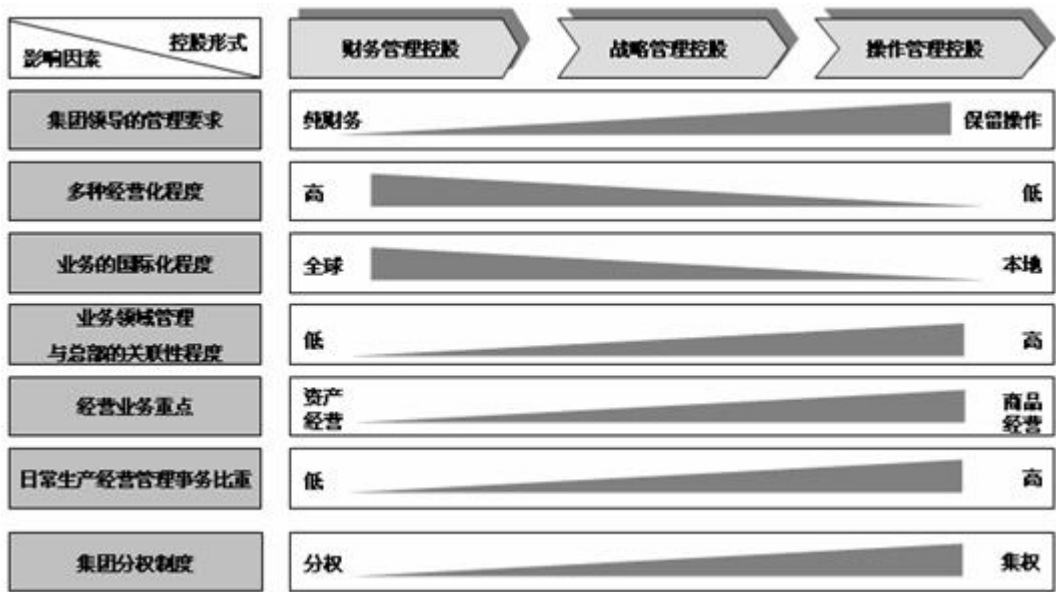 控股形式
影响因素
财务管理控股
战略管理控股
操作管理控股
集团领导的管理要求
纯财务
保留操作
多种经营化程度
高
低
业务的国际化程度
全球
本地
业务领域管理
与总部的关联性程度
低
高
经营业务重点
资产
经营
商品
经营
日常生产经营管理事务比重
低
高
集团分权制度
分权
集权